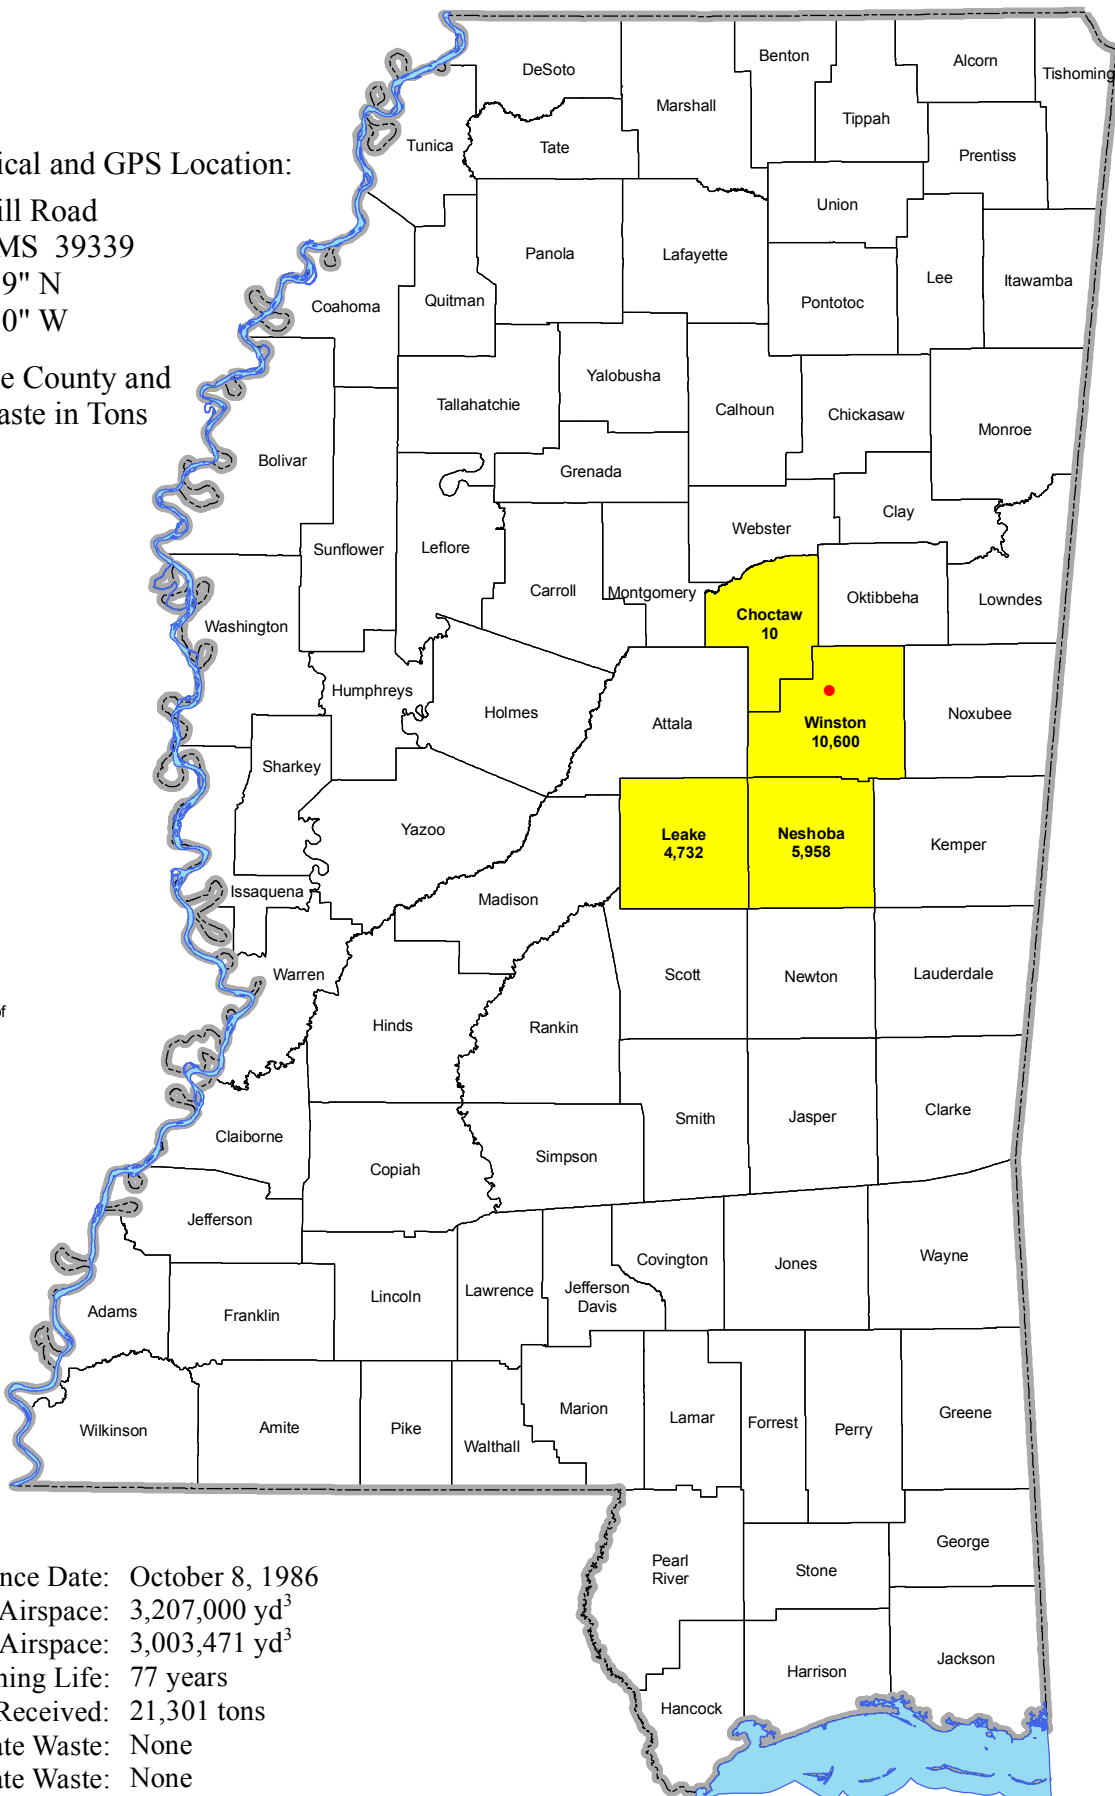 DeSoto
Marshall
Benton
Tippah
Alcorn
Tishoming
Tunica
Tate
Prentiss
ical and GPS Location:
ill Road
MS 39339
9" N
0" W
e County and
aste in Tons
Panola
Lafayette
Union
Pontotoc
Lee
Itawamba
Coahoma
Quitman
Tallahatchie
Yalobusha
Calhoun
Chickasaw
Monroe
Bolivar
Grenada
Sunflower
Leflore
Carroll
Montgomery
Webster
Clay
Choctaw
10
Oktibbeha
Lowndes
Washington
Humphreys
Holmes
Attala
Winston
10,600
Noxubee
Sharkey
Yazoo
Leake
4,732
Neshoba
5,958
Kemper
Issaquena
Madison
Warren
Scott
Newton
Lauderdale
of
Hinds
Rankin
Smith
Jasper
Clarke
Claiborne
Copiah
Simpson
Jefferson
Covington
Jones
Wayne
Adams
Franklin
Lincoln
Lawrence
Jefferson
Davis
Wilkinson
Amite
Pike
Walthall
Marion
Lamar
Forrest
Perry
Greene
Pearl
River
Stone
George
Hancock
Harrison
Jackson
nce Date: October 8, 1986
Airspace: 3,207,000 yd³
Airspace: 3,003,471 yd³
ning Life: 77 years
Received: 21,301 tons
ate Waste: None
ate Waste: None